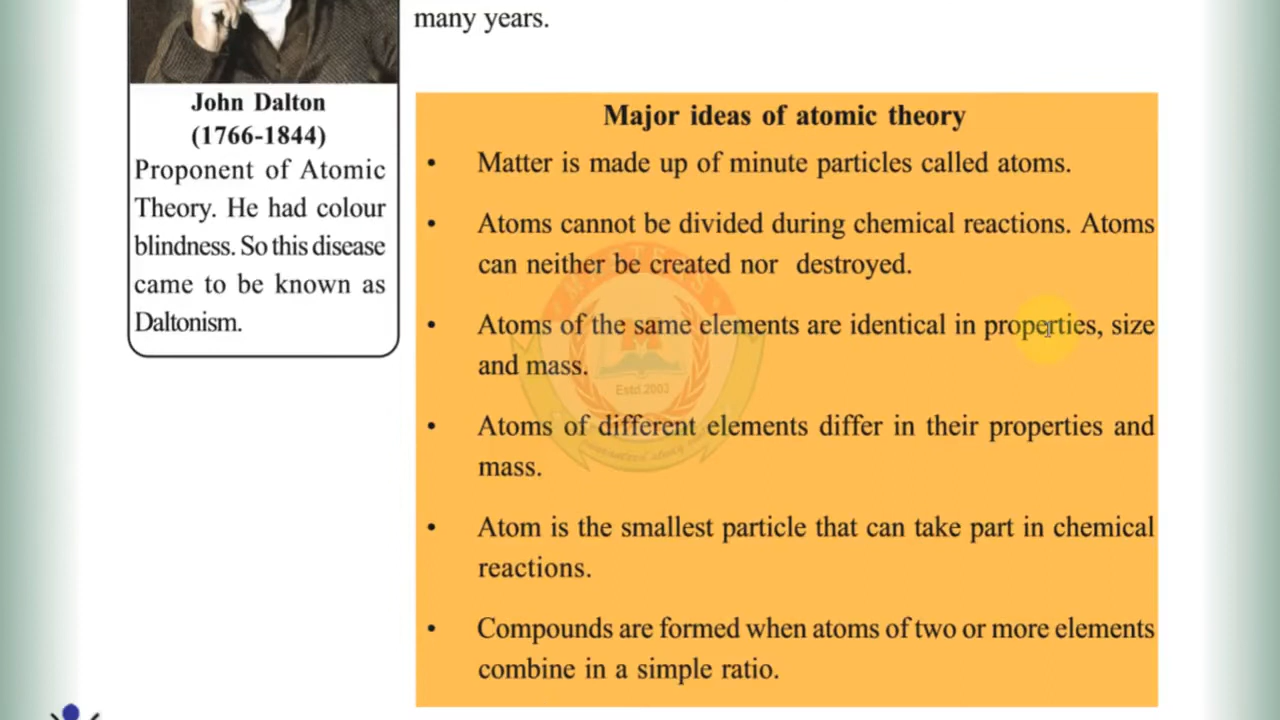 many years.
John Dalton
(1766-1844)
Proponent of Atomic
Theory. He had colour
blindness. So this disease
came to be known as
Daltonism.
Major ideas of atomic theory
• Matter is made up of minute particles called atoms.
• Atoms cannot be divided during chemical reactions. Atoms
can neither be created nor destroyed.
• Atoms of the same elements are identical in properties, size
and mass.
• Atoms of different elements differ in their properties and
mass.
• Atom is the smallest particle that can take part in chemical
reactions.
• Compounds are formed when atoms of two or more elements
combine in a simple ratio.
Estd.2003